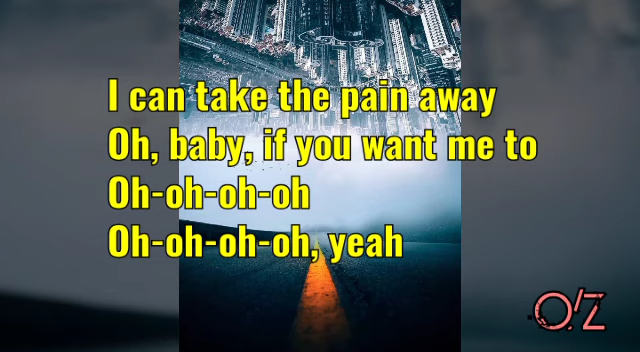 I can take the pain away
Oh, baby, if you want me to
Oh-oh-oh-oh
Oh-oh-oh-oh, yeah
O'Z